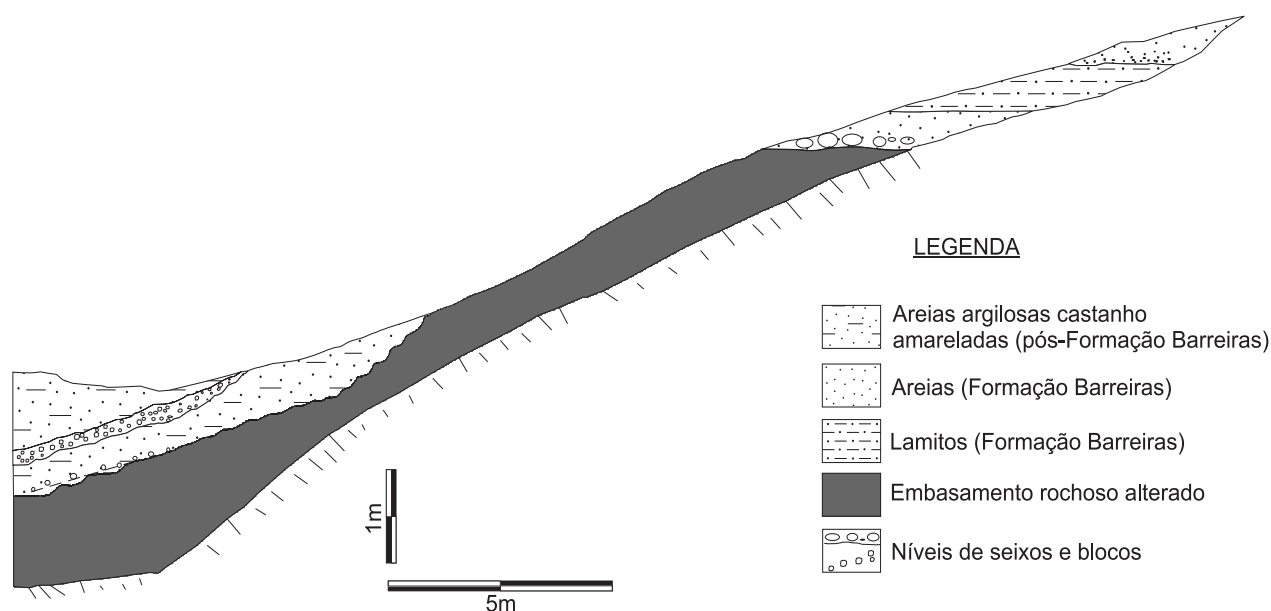 LEGENDA
Areias argilosas castanho
amareladas (pós-Formação Barreiras)
Areias (Formação Barreiras)
Lamitos (Formação Barreiras)
Embasamento rochoso alterado
Níveis de seixos e blocos
1m
5m